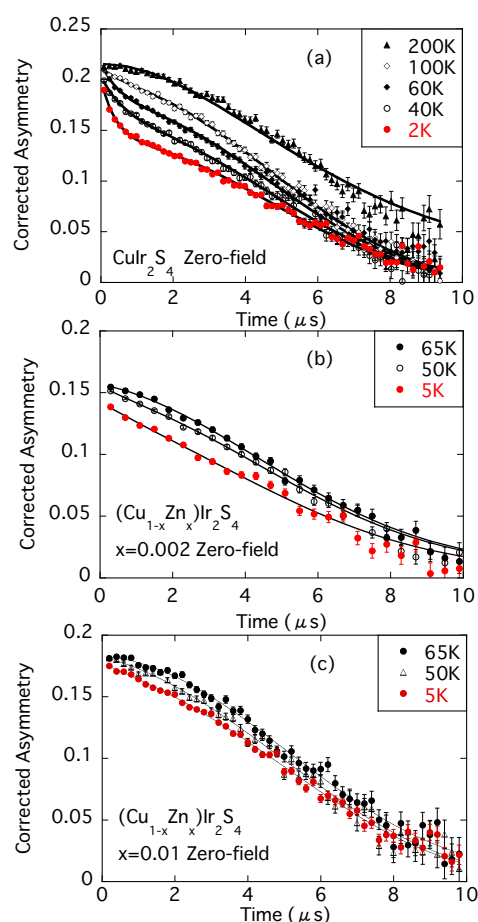 (a)
200K
100K
60K
40K
2K
0.25
0.2
0.15
0.1
0.05
0
Corrected Asymmetry
CuIr₂S₄ Zero-field
0 2 4 6 8 10
Time (μs)
(b)
65K
50K
5K
0.2
0.15
0.1
0.05
0
Corrected Asymmetry
(Cu₁₋ₓZnₓ)Ir₂S₄
x=0.002 Zero-field
0 2 4 6 8 10
Time (μs)
(c)
65K
50K
5K
0.2
0.15
0.1
0.05
0
Corrected Asymmetry
(Cu₁₋ₓZnₓ)Ir₂S₄
x=0.01 Zero-field
0 2 4 6 8 10
Time (μs)